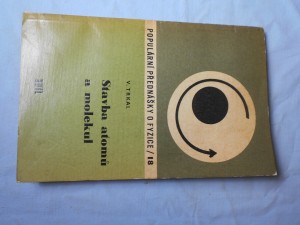 POPULÁRNÍ PŘEDNÁŠKY O FYZICE / 18
V. TRKAL
Stavba atomů
a molekul